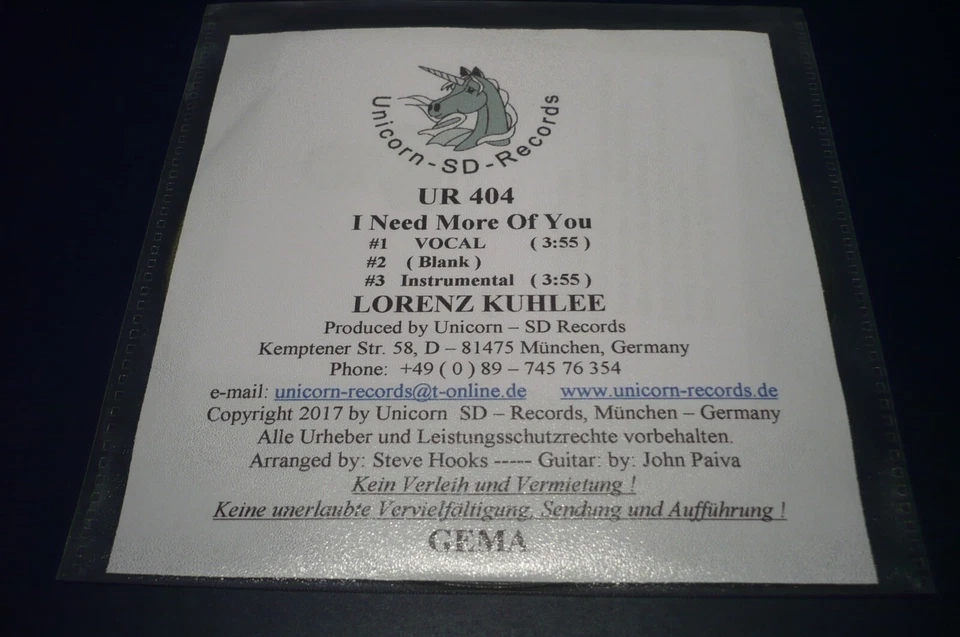 Unicorn - SD - Records
UR 404
I Need More Of You
#1 VOCAL ( 3:55 )
#2 ( Blank )
#3 Instrumental ( 3:55 )
LORENZ KUHLEE
Produced by Unicorn – SD Records
Kemptener Str. 58, D – 81475 München, Germany
Phone: +49 ( 0 ) 89 – 745 76 354
e-mail: unicorn-records@t-online.de www.unicorn-records.de
Copyright 2017 by Unicorn SD – Records, München – Germany
Alle Urheber und Leistungsschutzrechte vorbehalten.
Arranged by: Steve Hooks ----- Guitar: by: John Paiva
Kein Verleih und Vermietung !
Keine unerlaubte Vervielfältigung, Sendung und Aufführung !
GEMA